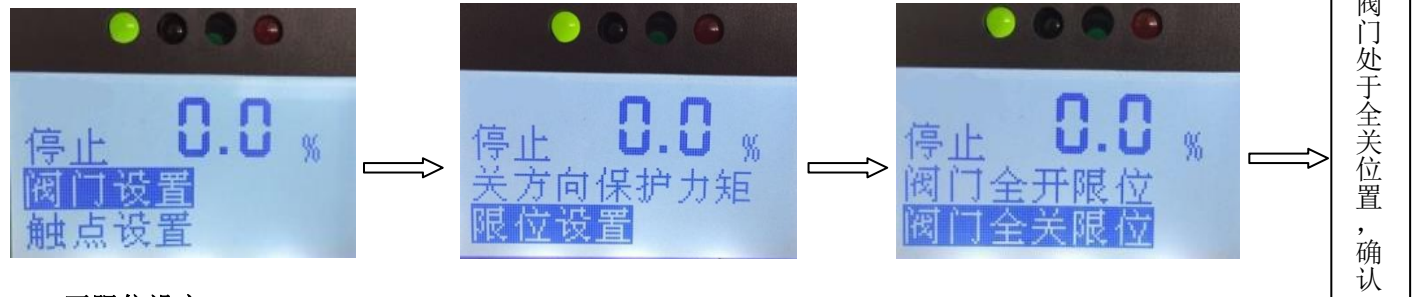 停止 0.0 %
阀门设置
触点设置
停止 0.0 %
关方向保护力矩
限位设置
停止 0.0 %
阀门全开限位
阀门全关限位
阀门处于全关位置，确认